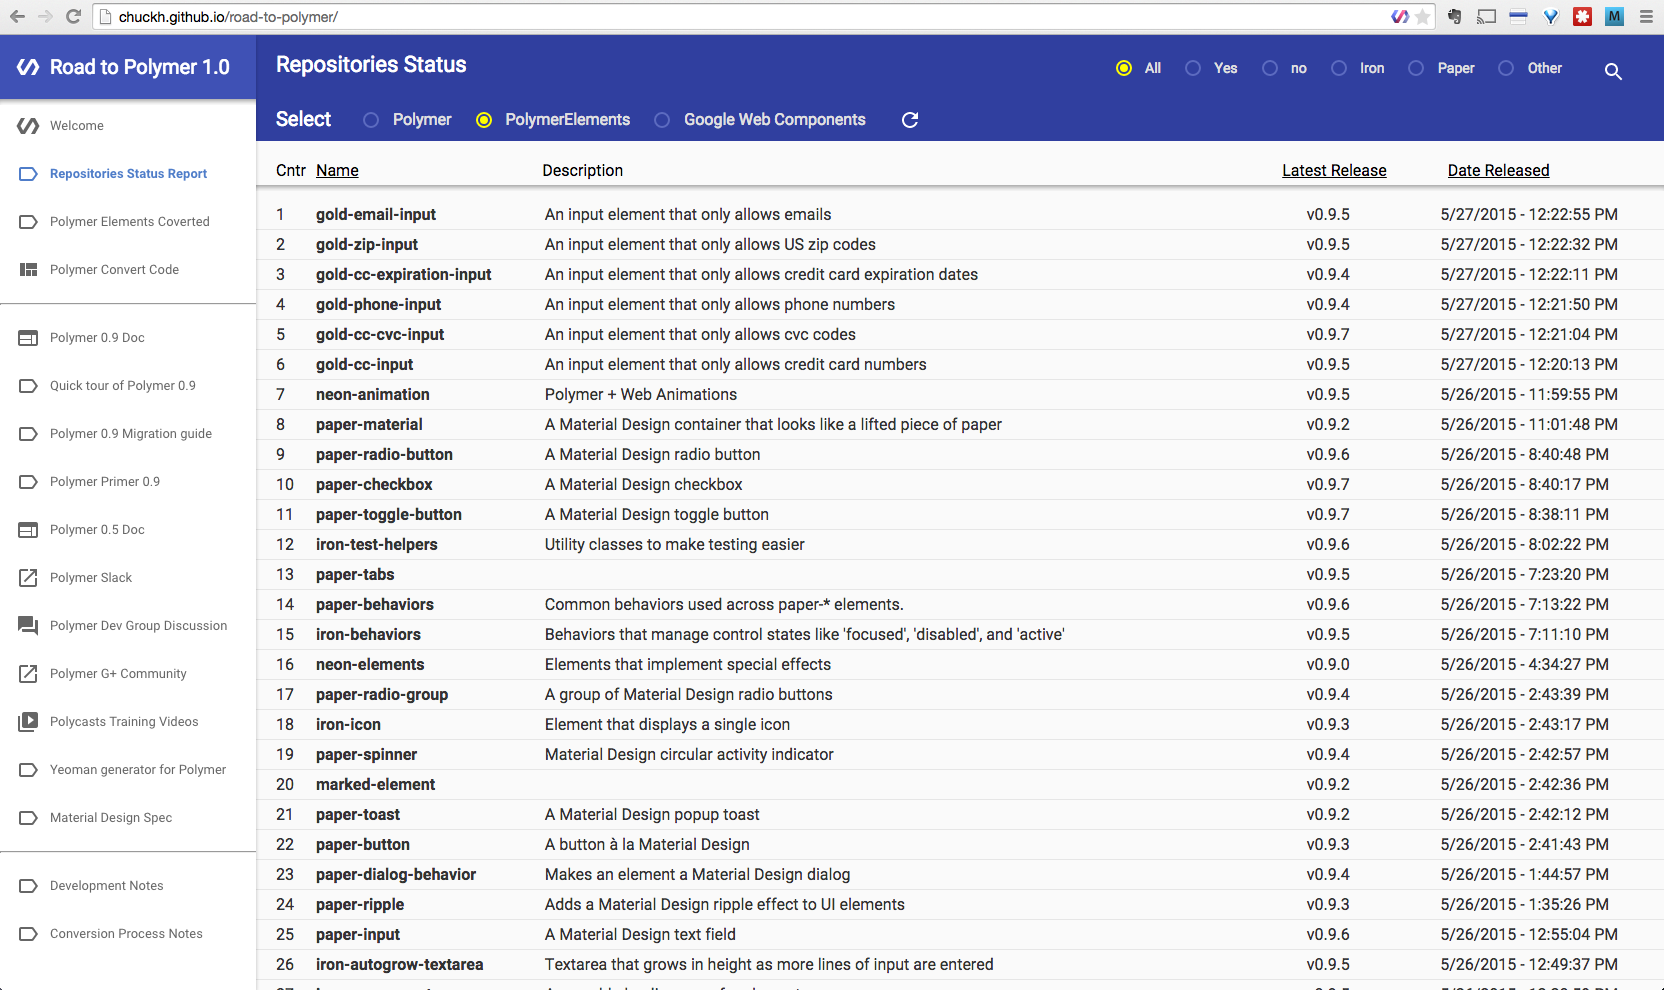 chuckh.github.io/road-to-polymer/
M
Road to Polymer 1.0
Welcome
Repositories Status Report
Polymer Elements Coverted
Polymer Convert Code
Polymer 0.9 Doc
Quick tour of Polymer 0.9
Polymer 0.9 Migration guide
Polymer Primer 0.9
Polymer 0.5 Doc
Polymer Slack
Polymer Dev Group Discussion
Polymer G+ Community
Polycasts Training Videos
Yeoman generator for Polymer
Material Design Spec
Development Notes
Conversion Process Notes
Repositories Status All Yes no Iron Paper Other
Select Polymer PolymerElements Google Web Components
Cntr Name Description Latest Release Date Released
1 gold-email-input An input element that only allows emails v0.9.5 5/27/2015 - 12:22:55 PM
2 gold-zip-input An input element that only allows US zip codes v0.9.5 5/27/2015 - 12:22:32 PM
3 gold-cc-expiration-input An input element that only allows credit card expiration dates v0.9.4 5/27/2015 - 12:22:11 PM
4 gold-phone-input An input element that only allows phone numbers v0.9.4 5/27/2015 - 12:21:50 PM
5 gold-cc-cvc-input An input element that only allows cvc codes v0.9.7 5/27/2015 - 12:21:04 PM
6 gold-cc-input An input element that only allows credit card numbers v0.9.5 5/27/2015 - 12:20:13 PM
7 neon-animation Polymer + Web Animations v0.9.5 5/26/2015 - 11:59:55 PM
8 paper-material A Material Design container that looks like a lifted piece of paper v0.9.2 5/26/2015 - 11:01:48 PM
9 paper-radio-button A Material Design radio button v0.9.6 5/26/2015 - 8:40:48 PM
10 paper-checkbox A Material Design checkbox v0.9.7 5/26/2015 - 8:40:17 PM
11 paper-toggle-button A Material Design toggle button v0.9.7 5/26/2015 - 8:38:11 PM
12 iron-test-helpers Utility classes to make testing easier v0.9.6 5/26/2015 - 8:02:22 PM
13 paper-tabs v0.9.5 5/26/2015 - 7:23:20 PM
14 paper-behaviors Common behaviors used across paper-* elements. v0.9.6 5/26/2015 - 7:13:22 PM
15 iron-behaviors Behaviors that manage control states like 'focused', 'disabled', and 'active' v0.9.5 5/26/2015 - 7:11:10 PM
16 neon-elements Elements that implement special effects v0.9.0 5/26/2015 - 4:34:27 PM
17 paper-radio-group A group of Material Design radio buttons v0.9.4 5/26/2015 - 2:43:39 PM
18 iron-icon Element that displays a single icon v0.9.3 5/26/2015 - 2:43:17 PM
19 paper-spinner Material Design circular activity indicator v0.9.4 5/26/2015 - 2:42:57 PM
20 marked-element v0.9.2 5/26/2015 - 2:42:36 PM
21 paper-toast A Material Design popup toast v0.9.2 5/26/2015 - 2:42:12 PM
22 paper-button A button à la Material Design v0.9.3 5/26/2015 - 2:41:43 PM
23 paper-dialog-behavior Makes an element a Material Design dialog v0.9.4 5/26/2015 - 1:44:57 PM
24 paper-ripple Adds a Material Design ripple effect to UI elements v0.9.3 5/26/2015 - 1:35:26 PM
25 paper-input A Material Design text field v0.9.6 5/26/2015 - 12:55:04 PM
26 iron-autogrow-textarea Textarea that grows in height as more lines of input are entered v0.9.5 5/26/2015 - 12:49:37 PM